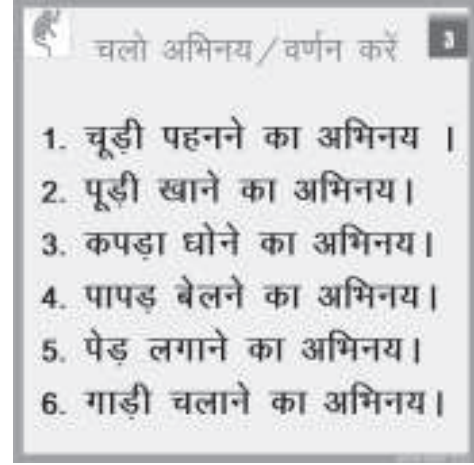 चलो अभिनय/वर्णन करें 3
1. चूड़ी पहनने का अभिनय ।
2. पूड़ी खाने का अभिनय।
3. कपड़ा धोने का अभिनय।
4. पापड़ बेलने का अभिनय।
5. पेड़ लगाने का अभिनय।
6. गाड़ी चलाने का अभिनय।